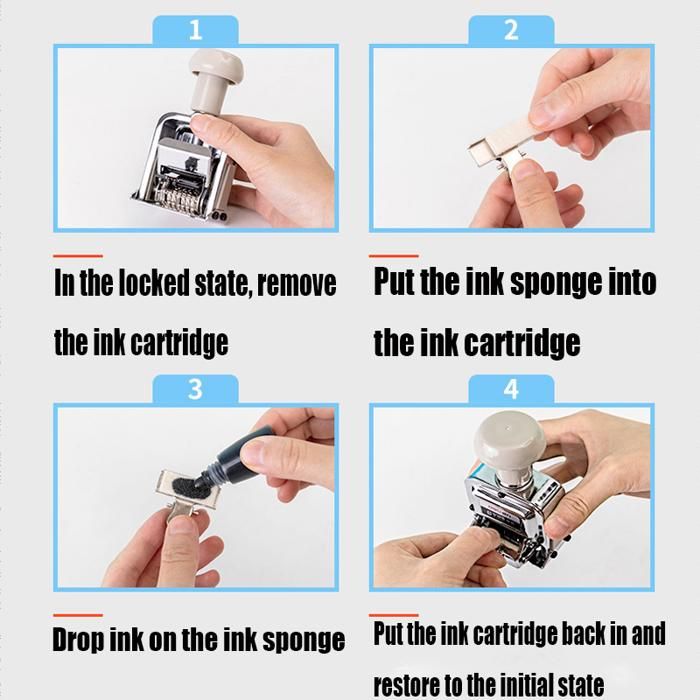 1
2
In the locked state, remove
the ink cartridge
Put the ink sponge into
the ink cartridge
3
4
Drop ink on the ink sponge
Put the ink cartridge back in and
restore to the initial state